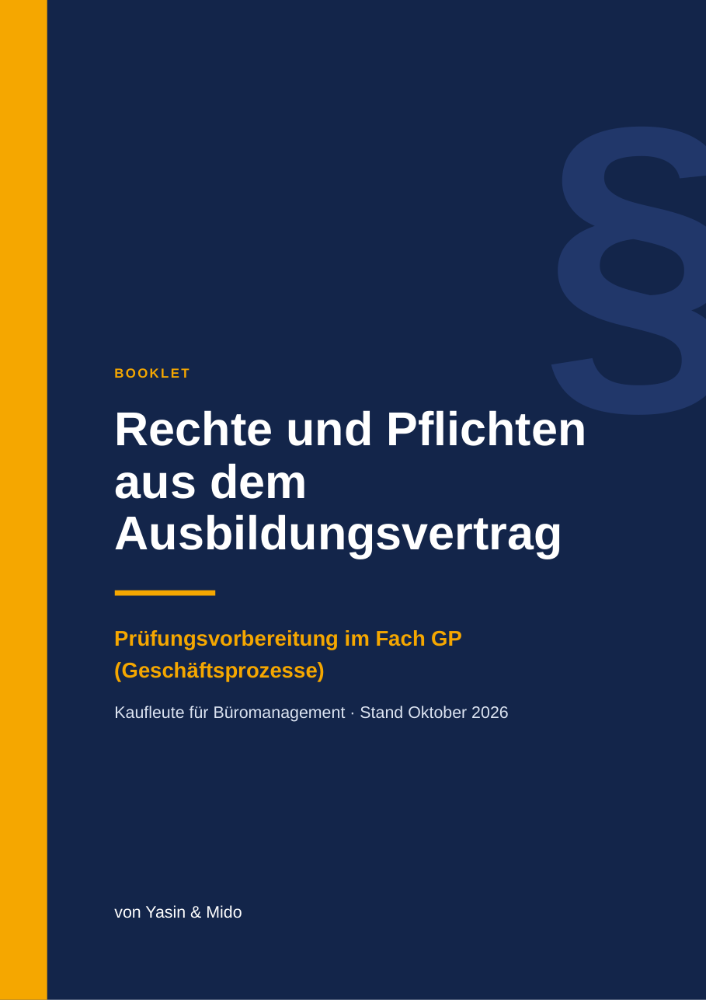 §
BOOKLET
Rechte und Pflichten
aus dem
Ausbildungsvertrag
Prüfungsvorbereitung im Fach GP
(Geschäftsprozesse)
Kaufleute für Büromanagement · Stand Oktober 2026
von Yasin & Mido